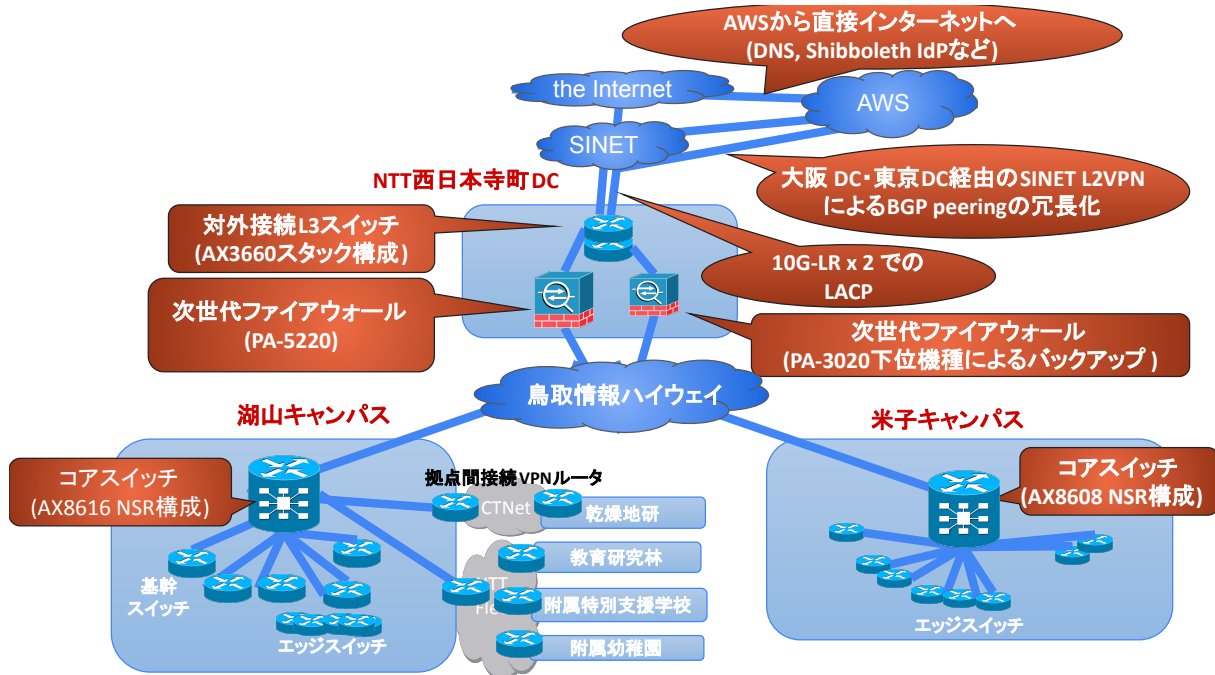 AWSから直接インターネットへ
(DNS, Shibboleth IdPなど)
the Internet
AWS
SINET
NTT西日本寺町DC
大阪 DC・東京DC経由のSINET L2VPN
によるBGP peeringの冗長化
対外接続L3スイッチ
(AX3660スタック構成)
10G-LR x 2 での
LACP
次世代ファイアウォール
(PA-5220)
次世代ファイアウォール
(PA-3020下位機種によるバックアップ)
鳥取情報ハイウェイ
湖山キャンパス
米子キャンパス
コアスイッチ
(AX8616 NSR構成)
拠点間接続VPNルータ
コアスイッチ
(AX8608 NSR構成)
CTNet
乾燥地研
教育研究林
基幹
スイッチ
NTT
附属特別支援学校
エッジスイッチ
附属幼稚園
エッジスイッチ